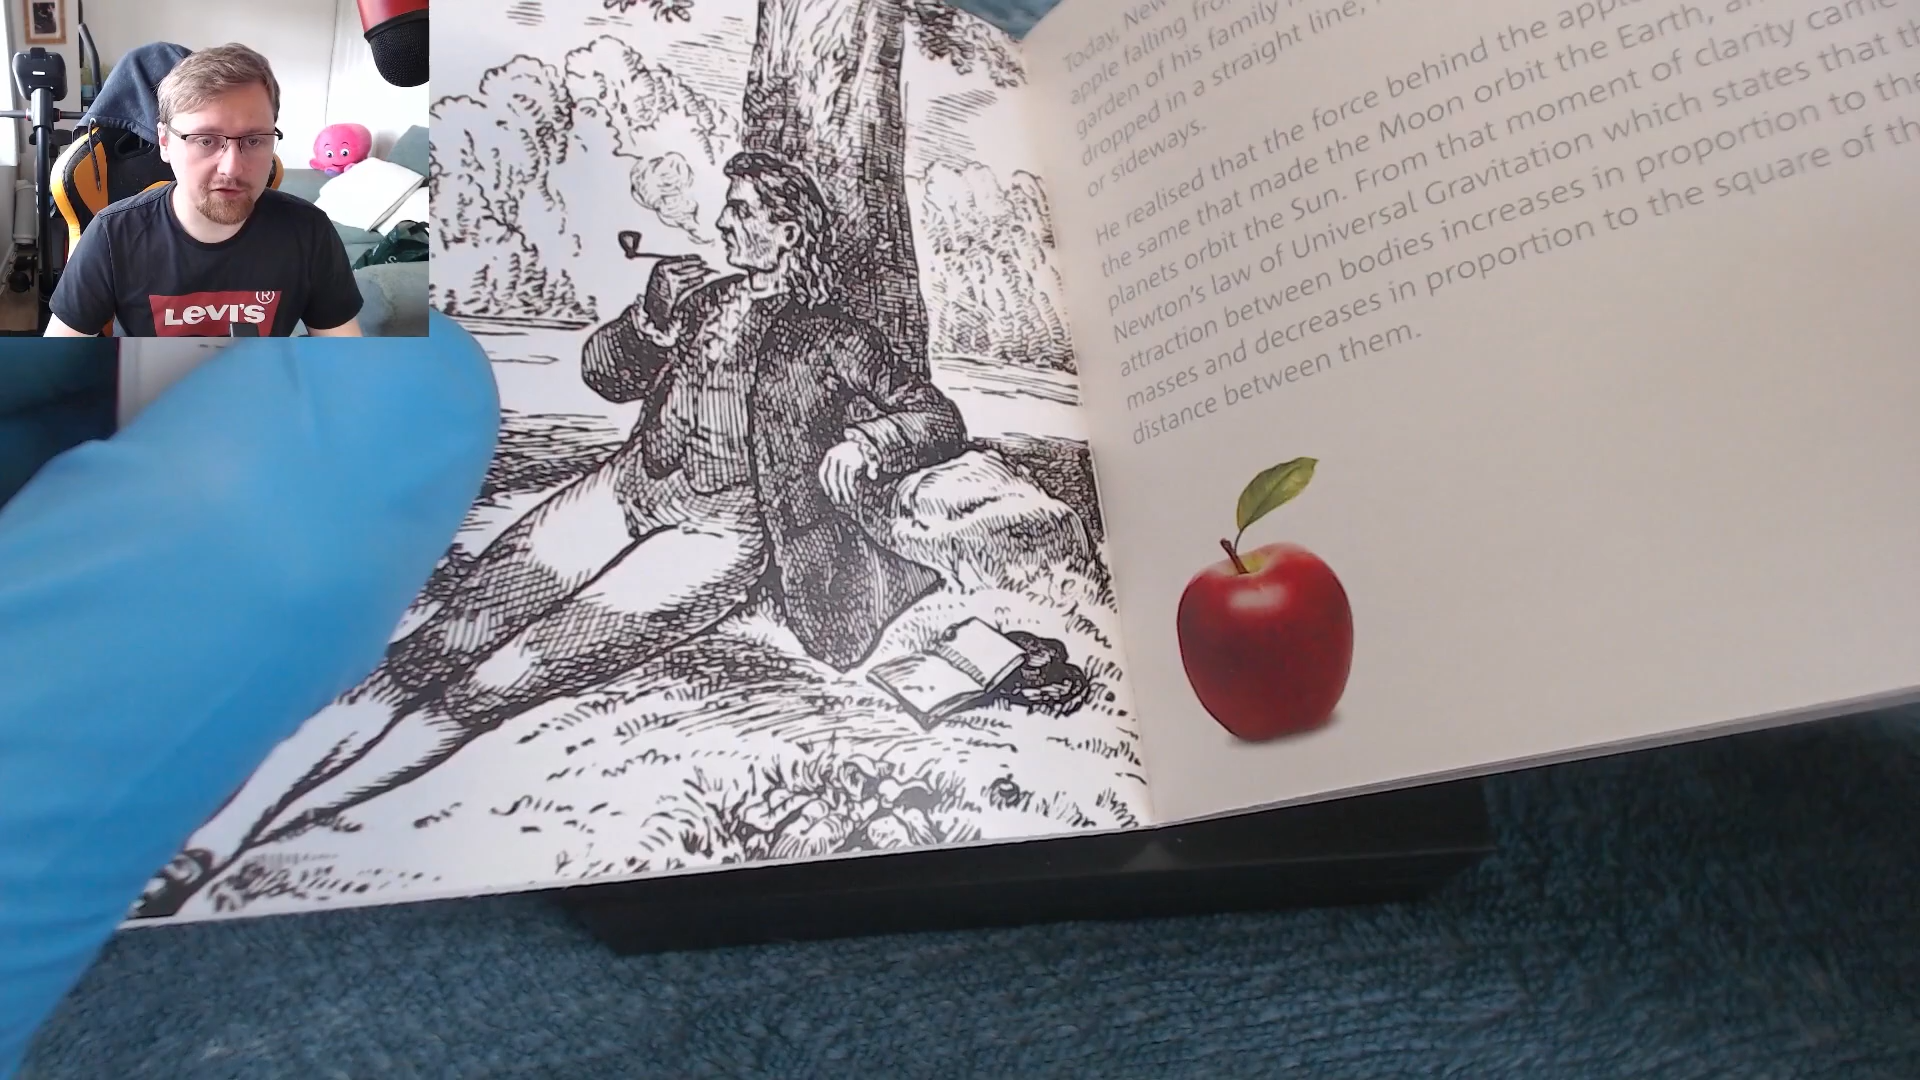 LEVI'S®
Today, New
apple falling fro
garden of his family
dropped in a straight line,
or sideways.
He realised that the force behind the apple
the same that made the Moon orbit the Earth, a
planets orbit the Sun. From that moment of clarity came
Newton's law of Universal Gravitation which states that th
attraction between bodies increases in proportion to the
masses and decreases in proportion to the square of th
distance between them.